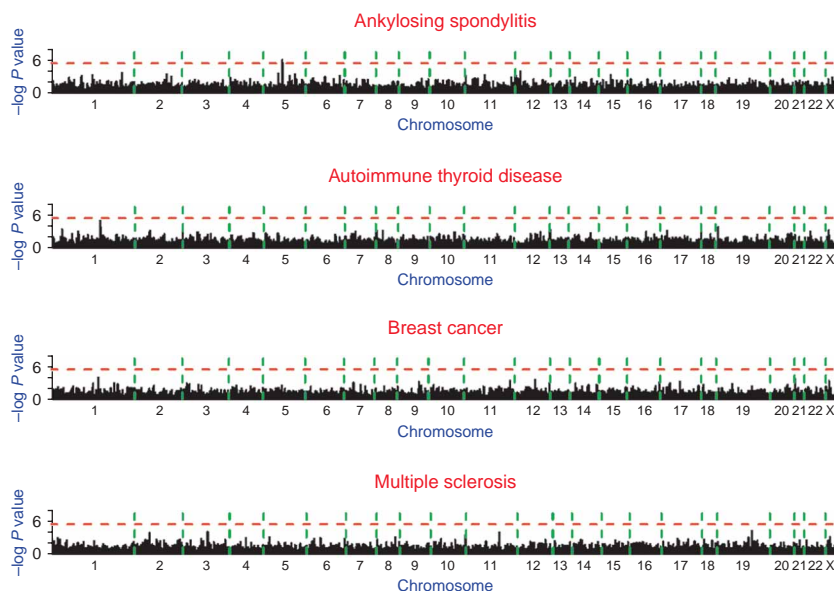 Ankylosing spondylitis
–log P value
6
0
1 2 3 4 5 6 7 8 9 10 11 12 13 14 15 16 17 18 19 20 21 22 X
Chromosome
Autoimmune thyroid disease
–log P value
6
0
1 2 3 4 5 6 7 8 9 10 11 12 13 14 15 16 17 18 19 20 21 22 X
Chromosome
Breast cancer
–log P value
6
0
1 2 3 4 5 6 7 8 9 10 11 12 13 14 15 16 17 18 19 20 21 22 X
Chromosome
Multiple sclerosis
–log P value
6
0
1 2 3 4 5 6 7 8 9 10 11 12 13 14 15 16 17 18 19 20 21 22 X
Chromosome